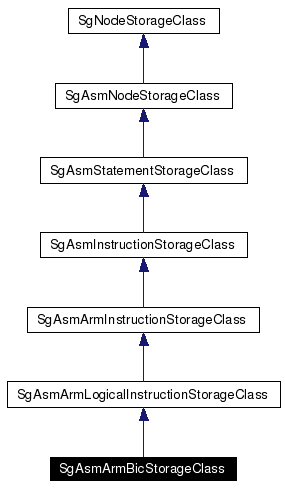 SgNodeStorageClass
SgAsmNodeStorageClass
SgAsmStatementStorageClass
SgAsmInstructionStorageClass
SgAsmArmInstructionStorageClass
SgAsmArmLogicalInstructionStorageClass
SgAsmArmBicStorageClass